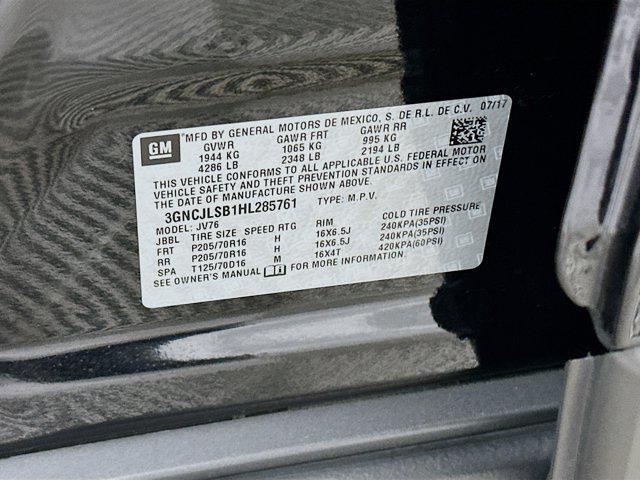 GM
MFD BY GENERAL MOTORS DE MEXICO, S. DE R.L. DE C.V. 07/17
GVWR GAWR FRT GAWR RR
1944 KG 1065 KG 995 KG
4286 LB 2348 LB 2194 LB
THIS VEHICLE CONFORMS TO ALL APPLICABLE U.S. FEDERAL MOTOR
VEHICLE SAFETY AND THEFT PREVENTION STANDARDS IN EFFECT ON
THE DATE OF MANUFACTURE SHOWN ABOVE.
3GNCJLSB1HL285761 TYPE: M.P.V.
MODEL: JV76
JBBL TIRE SIZE SPEED RTG RIM COLD TIRE PRESSURE
FRT P205/70R16 H 16X6.5J 240KPA(35PSI)
RR P205/70R16 H 16X6.5J 240KPA(35PSI)
SPA T125/70D16 M 16X4T 420KPA(60PSI)
SEE OWNER'S MANUAL FOR MORE INFORMATION.